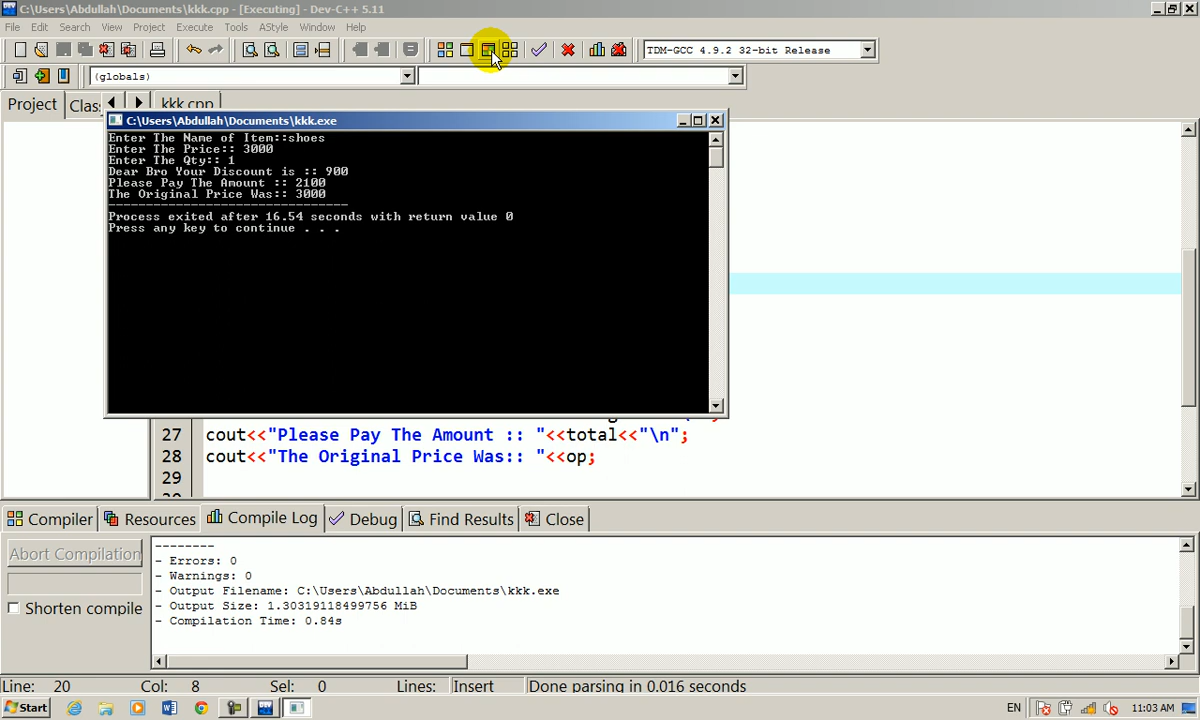 C:\Users\Abdullah\Documents\kkk.cpp - [Executing] - Dev-C++ 5.11
File Edit Search View Project Execute Tools AStyle Window Help
TDM-GCC 4.9.2 32-bit Release
(globals)
Project Clas kkk.cpp
C:\Users\Abdullah\Documents\kkk.exe
Enter The Name of Item::shoes
Enter The Price:: 3000
Enter The Qty:: 1
Dear Bro Your Discount is :: 900
Please Pay The Amount :: 2100
The Original Price Was:: 3000
--------------------------------
Process exited after 16.54 seconds with return value 0
Press any key to continue . . .
27 cout<<"Please Pay The Amount :: "<<total<<"\n";
28 cout<<"The Original Price Was:: "<<op;
29
Compiler Resources Compile Log Debug Find Results Close
Abort Compilation
Shorten compile
--------
- Errors: 0
- Warnings: 0
- Output Filename: C:\Users\Abdullah\Documents\kkk.exe
- Output Size: 1.30319118499756 MiB
- Compilation Time: 0.84s
Line: 20 Col: 8 Sel: 0 Lines: Insert Done parsing in 0.016 seconds
Start EN 11:03 AM